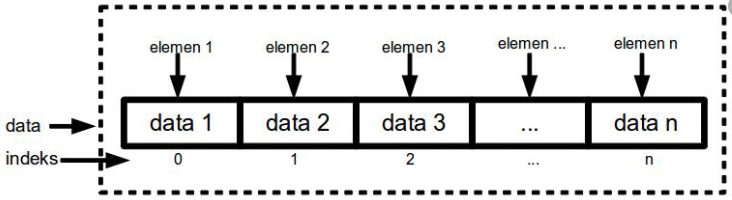 elemen 1 elemen 2 elemen 3 elemen ... elemen n
data data 1 data 2 data 3 ... data n
indeks 0 1 2 ... n